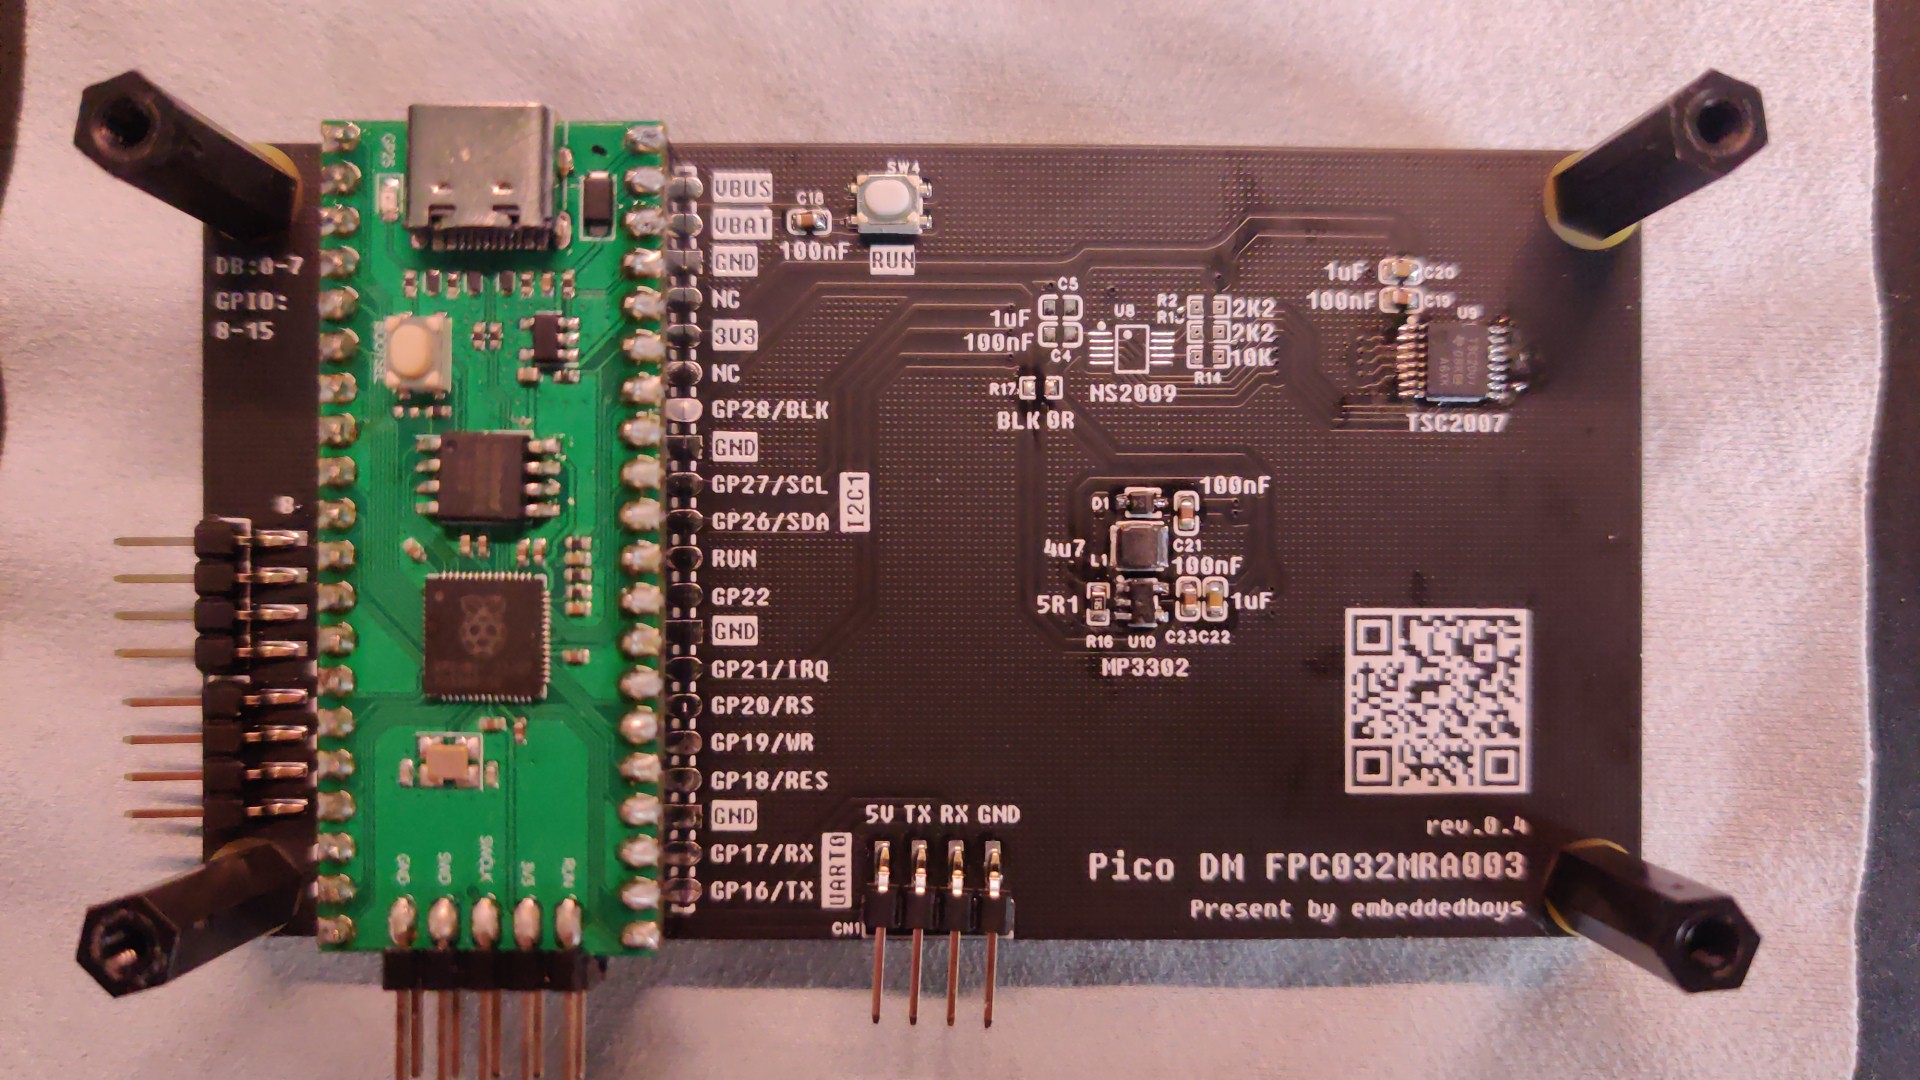 GP25
BOOTSEL
GND
SWD
SWCLK
3V3
RUN
DB:0-7
GPIO:
8-15
8
VBUS
VBAT
GND
NC
3V3
NC
GP28/BLK
GND
GP27/SCL
GP26/SDA
I2C1
RUN
GP22
GND
GP21/IRQ
GP20/RS
GP19/WR
GP18/RES
GND
GP17/RX
GP16/TX
UART0
C18
100nF
SW4
RUN
C5
1uF
100nF
C4
U8
NS2009
R2
2K2
2K2
10K
R14
R17
BLK 0R
1uF
C20
100nF
C19
U9
TSC2007
D1
100nF
C21
4u7
L1
100nF
1uF
5R1
R16
U10
C23
C22
MP3302
5V TX RX GND
CN1
rev.0.4
Pico DM FPC032MRA003
Present by embeddedboys